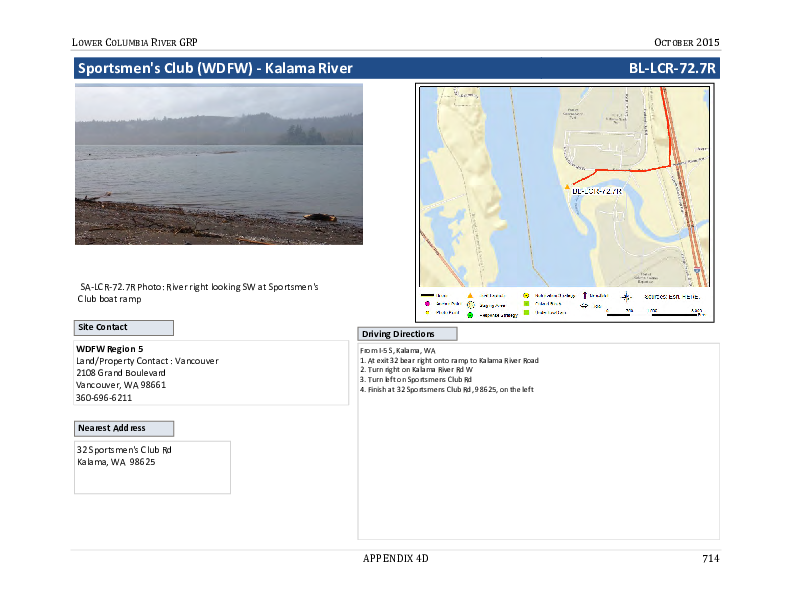 LOWER COLUMBIA RIVER GRP
OCTOBER 2015
Sportsmen's Club (WDFW) - Kalama River
BL-LCR-72.7R
BL-LCR-72.7R
Sources: Esri, HERE,
SA-LCR-72.7R Photo: River right looking SW at Sportsmen's
Club boat ramp
Site Contact
WDFW Region 5
Land/Property Contact : Vancouver
2108 Grand Boulevard
Vancouver, WA 98661
360-696-6211
Nearest Address
32 Sportsmen's Club Rd
Kalama, WA 98625
Driving Directions
From I-5 S, Kalama, WA
1. At exit 32 bear right onto ramp to Kalama River Road
2. Turn right on Kalama River Rd W
3. Turn left on Sportsmens Club Rd
4. Finish at 32 Sportsmens Club Rd, 98625, on the left
APPENDIX 4D
714